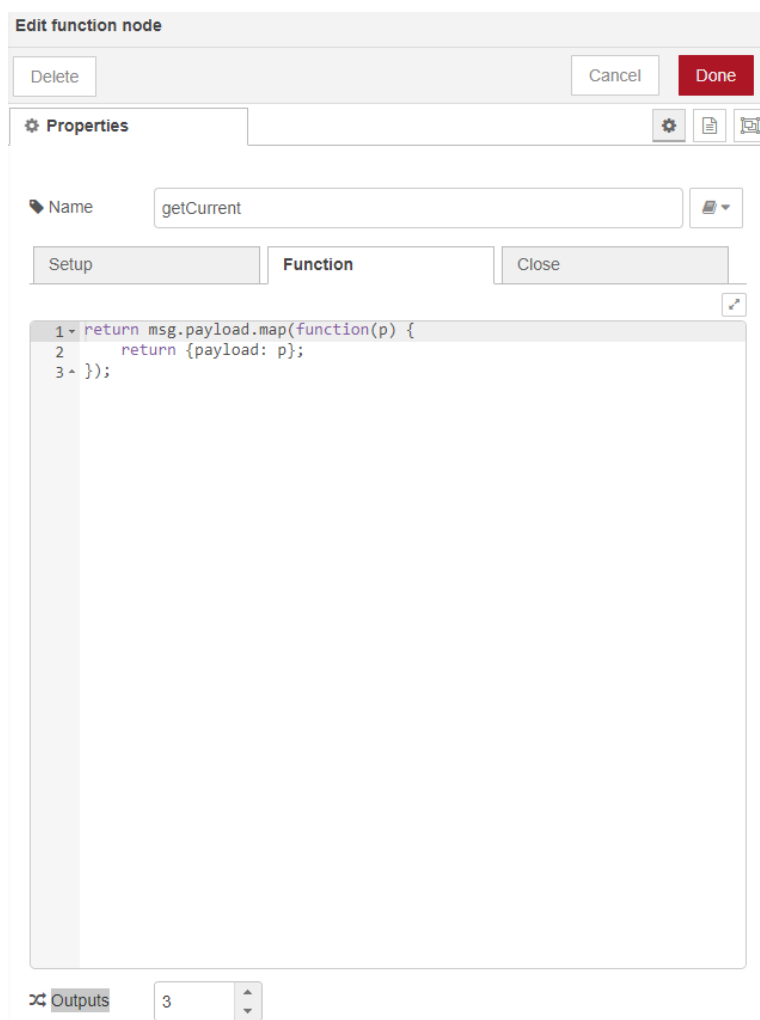 Edit function node
Delete Cancel Done
Properties
Name getCurrent
Setup Function Close
1 return msg.payload.map(function(p) {
2     return {payload: p};
3 });
Outputs 3